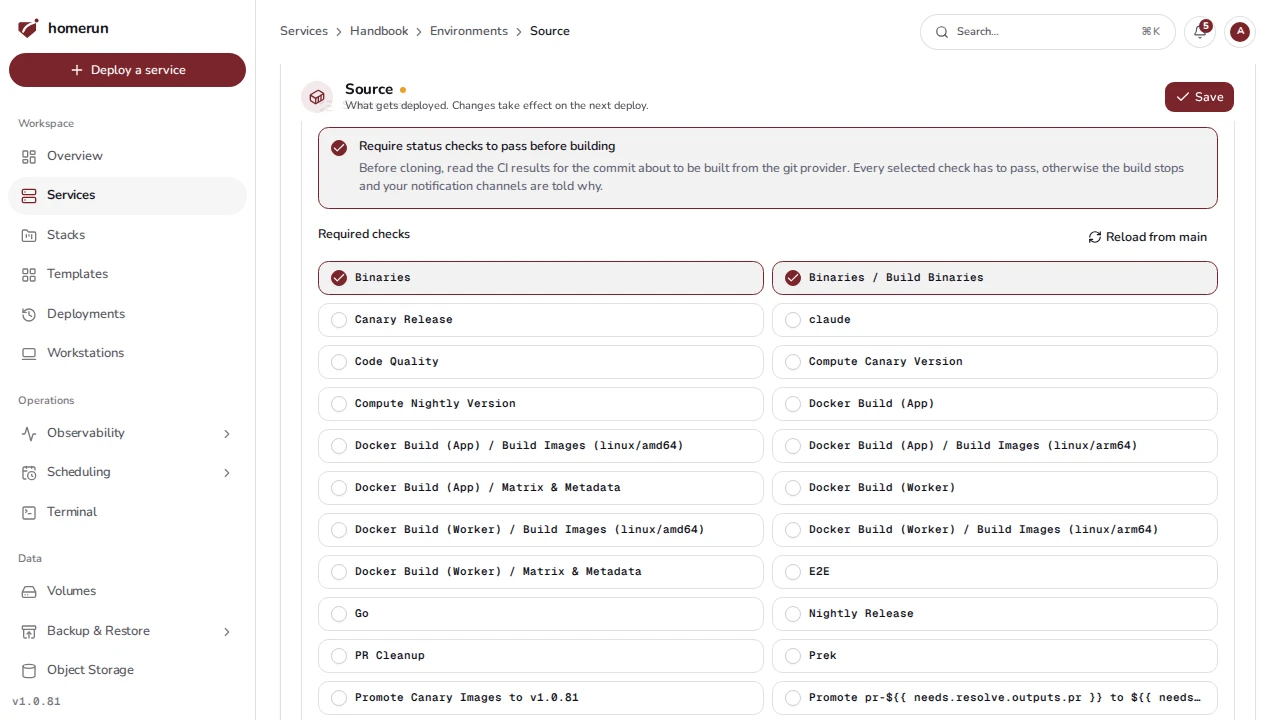 homerun
Deploy a service
Workspace
Overview
Services
Stacks
Templates
Deployments
Workstations
Operations
Observability
Scheduling
Terminal
Data
Volumes
Backup & Restore
Object Storage
v1.0.81
Services > Handbook > Environments > Source
Search... ⌘K
5
A
Source
What gets deployed. Changes take effect on the next deploy.
Save
Require status checks to pass before building
Before cloning, read the CI results for the commit about to be built from the git provider. Every selected check has to pass, otherwise the build stops
and your notification channels are told why.
Required checks
Reload from main
Binaries
Binaries / Build Binaries
Canary Release
claude
Code Quality
Compute Canary Version
Compute Nightly Version
Docker Build (App)
Docker Build (App) / Build Images (linux/amd64)
Docker Build (App) / Build Images (linux/arm64)
Docker Build (App) / Matrix & Metadata
Docker Build (Worker)
Docker Build (Worker) / Build Images (linux/amd64)
Docker Build (Worker) / Build Images (linux/arm64)
Docker Build (Worker) / Matrix & Metadata
E2E
Go
Nightly Release
PR Cleanup
Prek
Promote Canary Images to v1.0.81
Promote pr-${{ needs.resolve.outputs.pr }} to ${{ needs…